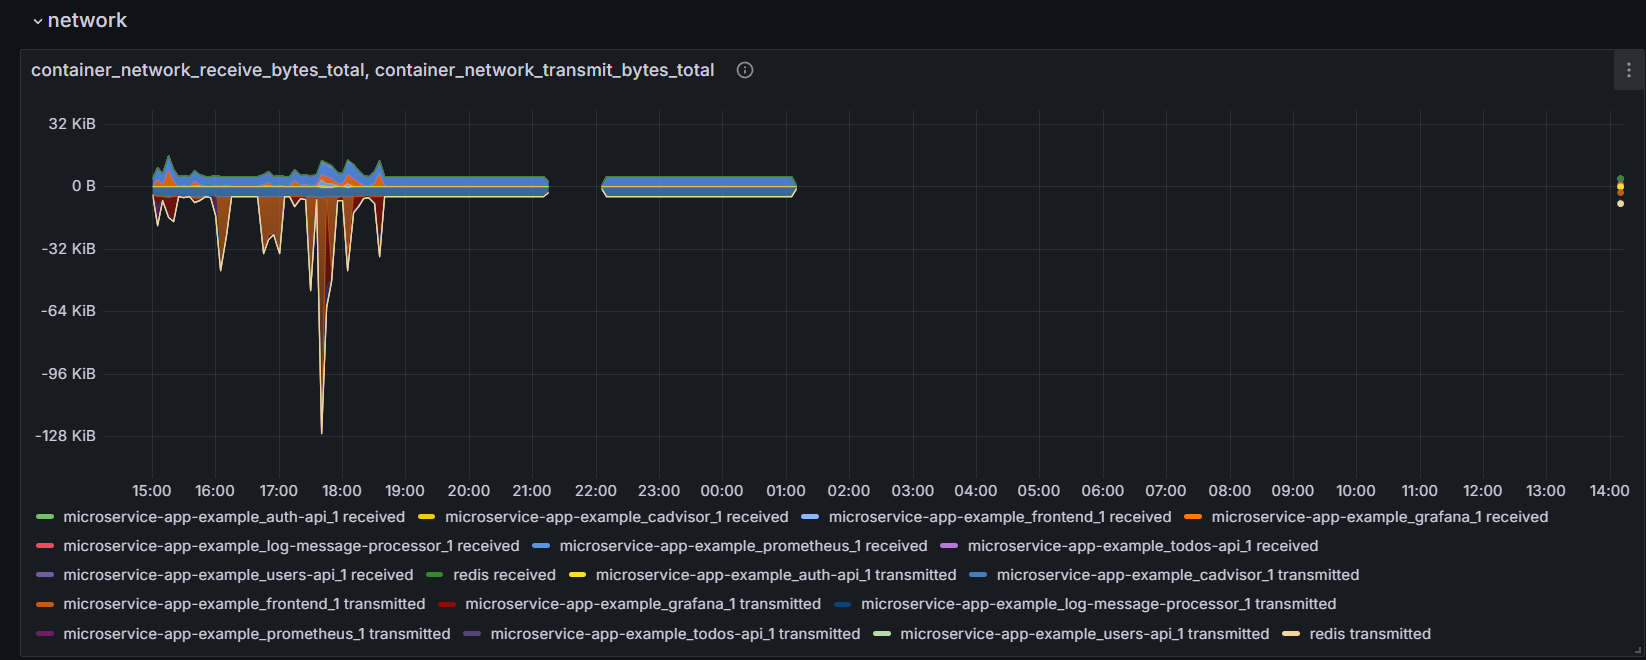 network
container_network_receive_bytes_total, container_network_transmit_bytes_total
32 KiB
0 B
-32 KiB
-64 KiB
-96 KiB
-128 KiB
15:00 16:00 17:00 18:00 19:00 20:00 21:00 22:00 23:00 00:00 01:00 02:00 03:00 04:00 05:00 06:00 07:00 08:00 09:00 10:00 11:00 12:00 13:00 14:00
microservice-app-example_auth-api_1 received microservice-app-example_cadvisor_1 received microservice-app-example_frontend_1 received microservice-app-example_grafana_1 received
microservice-app-example_log-message-processor_1 received microservice-app-example_prometheus_1 received microservice-app-example_todos-api_1 received
microservice-app-example_users-api_1 received redis received microservice-app-example_auth-api_1 transmitted microservice-app-example_cadvisor_1 transmitted
microservice-app-example_frontend_1 transmitted microservice-app-example_grafana_1 transmitted microservice-app-example_log-message-processor_1 transmitted
microservice-app-example_prometheus_1 transmitted microservice-app-example_todos-api_1 transmitted microservice-app-example_users-api_1 transmitted redis transmitted